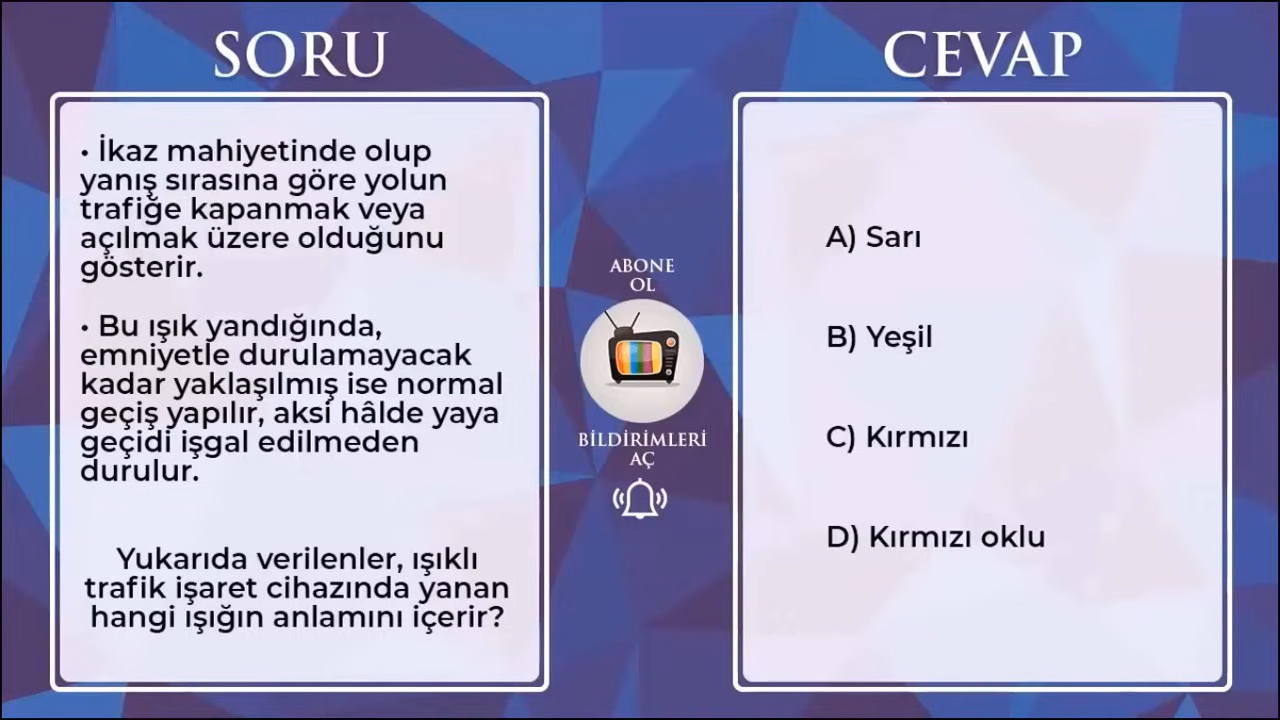 SORU
• İkaz mahiyetinde olup
yanış sırasına göre yolun
trafiğe kapanmak veya
açılmak üzere olduğunu
gösterir.
• Bu ışık yandığında,
emniyetle durulamayacak
kadar yaklaşılmış ise normal
geçiş yapılır, aksi hâlde yaya
geçidi işgal edilmeden
durulur.
Yukarıda verilenler, ışıklı
trafik işaret cihazında yanan
hangi ışığın anlamını içerir?
ABONE
OL
BİLDİRİMLERİ
AÇ
CEVAP
A) Sarı
B) Yeşil
C) Kırmızı
D) Kırmızı oklu